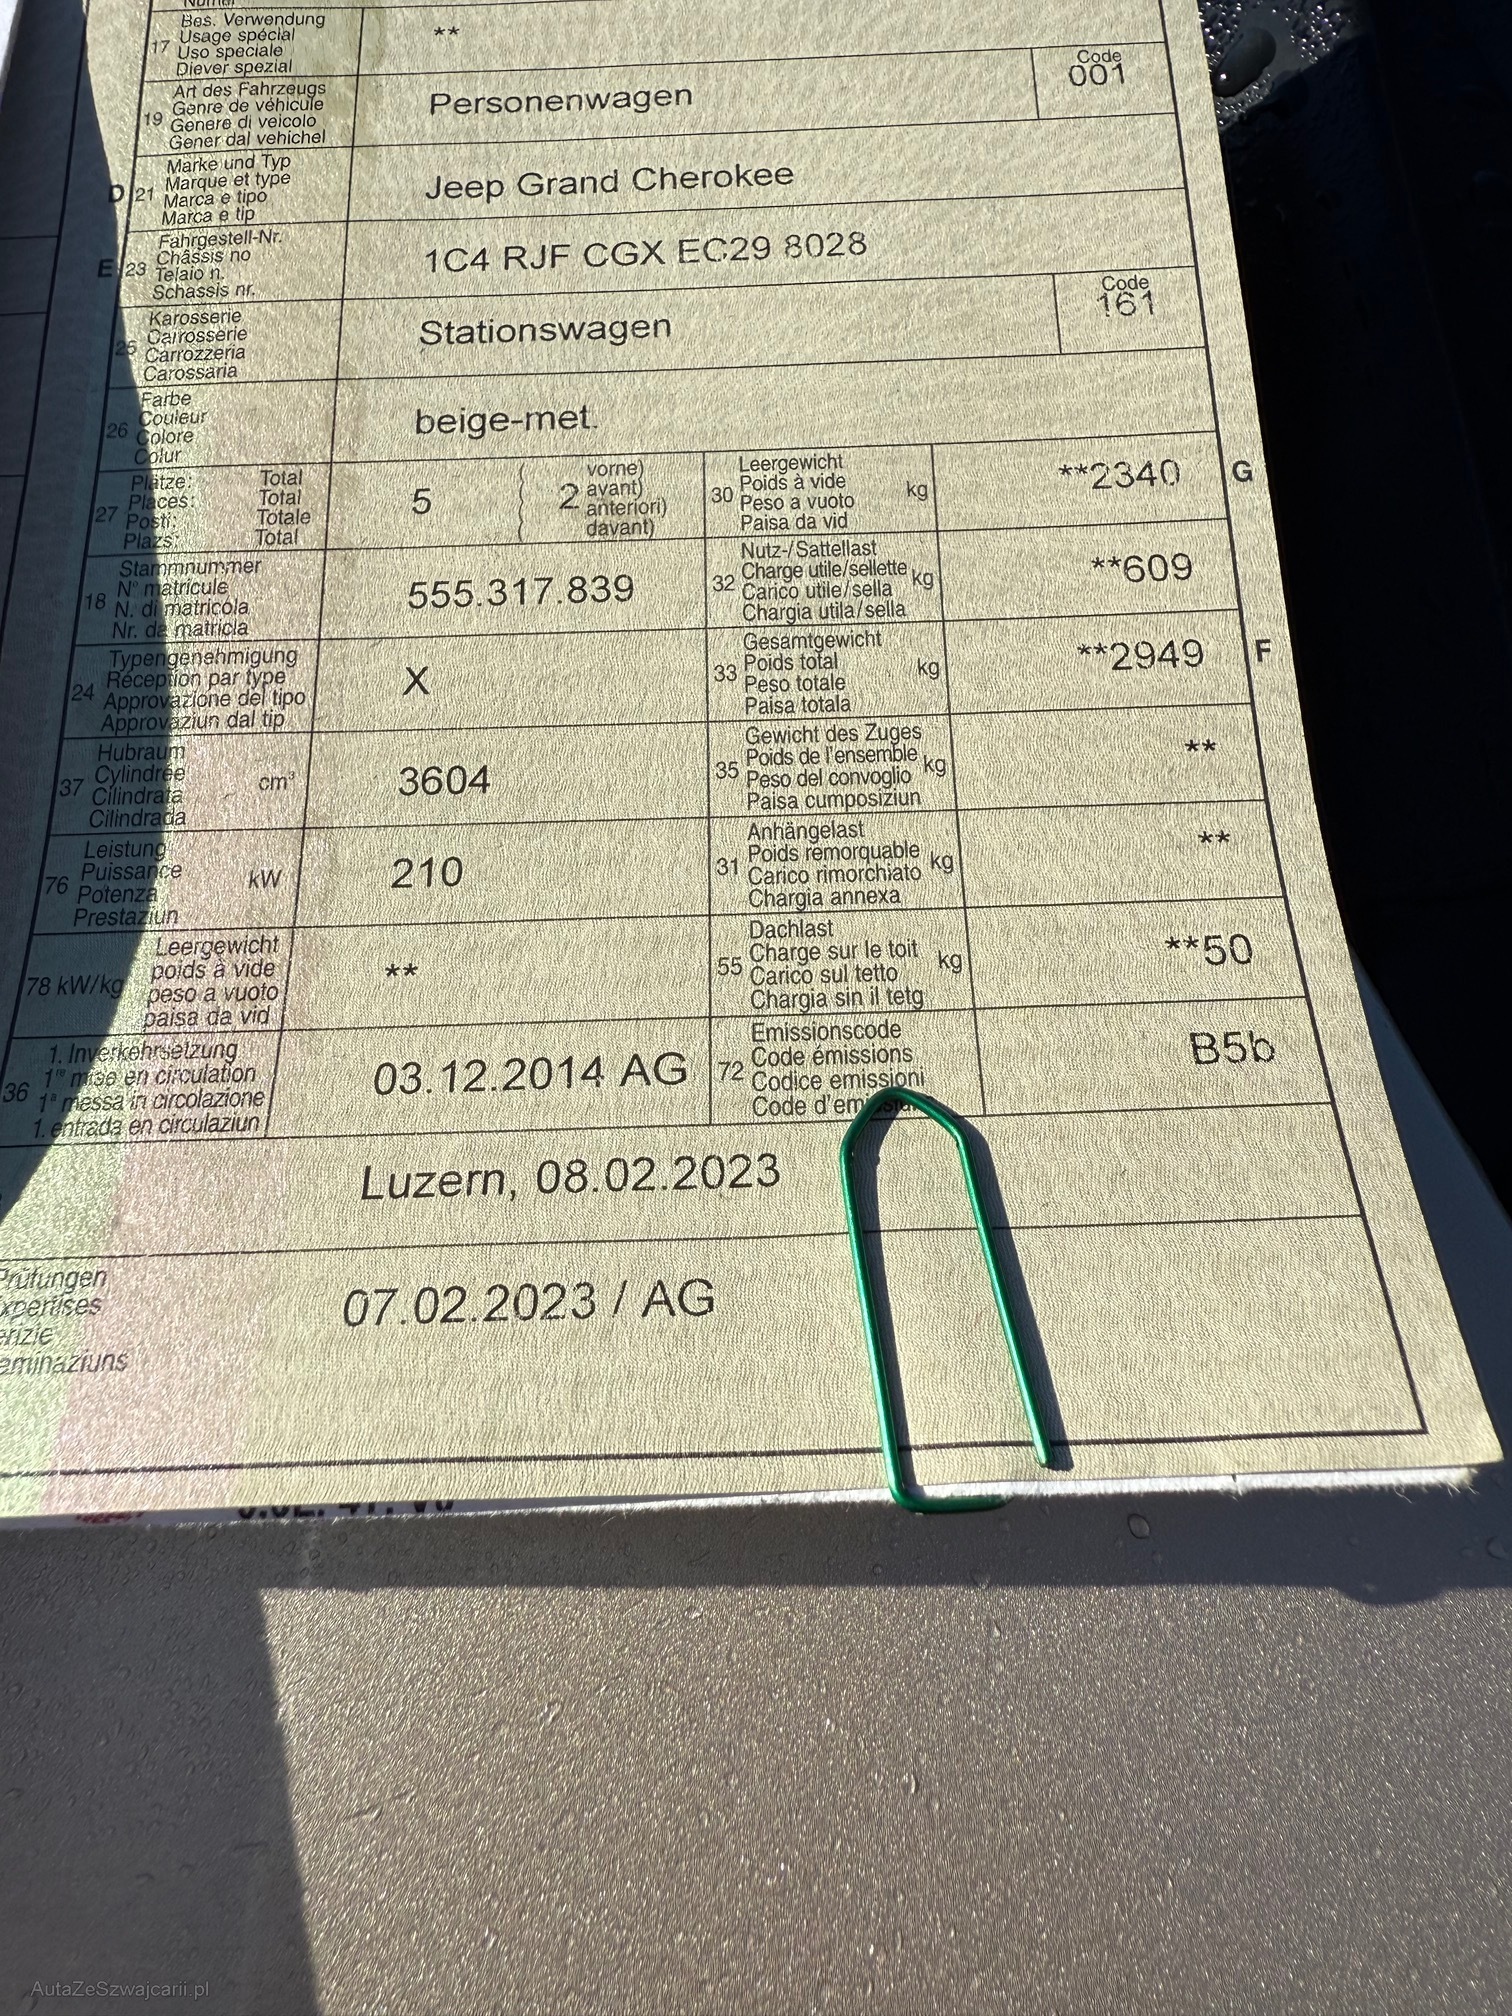 17 Bes. Verwendung
Usage spécial
Uso speciale
Diever spezial
**
19 Art des Fahrzeugs
Genre de véhicule
Genere di veicolo
Gener dal vehichel
Personenwagen
Code
001
D 21 Marke und Typ
Marque et type
Marca e tipo
Marca e tip
Jeep Grand Cherokee
E 23 Fahrgestell-Nr.
Châssis no
Telaio n.
Schassis nr.
1C4 RJF CGX EC29 8028
25 Karosserie
Carrosserie
Carrozzeria
Carossaria
Stationswagen
Code
161
26 Farbe
Couleur
Colore
Colur
beige-met.
27 Plätze: Total
Places: Total
Posti: Totale
Plazs: Total
5
2 vorne)
avant)
anteriori)
davant)
30 Leergewicht
Poids à vide
Peso a vuoto
Paisa da vid
kg
**2340 G
18 Stammnummer
N° matricule
N. di matricola
Nr. da matricla
555.317.839
32 Nutz-/Sattellast
Charge utile/sellette
Carico utile/sella
Chargia utila/sella
kg
**609
24 Typengenehmigung
Réception par type
Approvazione del tipo
Approvaziun dal tip
X
33 Gesamtgewicht
Poids total
Peso totale
Paisa totala
kg
**2949 F
37 Hubraum
Cylindrée
Cilindrata
Cilindrada
cm³
3604
35 Gewicht des Zuges
Poids de l'ensemble
Peso del convoglio
Paisa cumposiziun
kg
**
76 Leistung
Puissance
Potenza
Prestaziun
kW
210
31 Anhängelast
Poids remorquable
Carico rimorchiato
Chargia annexa
kg
**
78 kW/kg Leergewicht
poids à vide
peso a vuoto
paisa da vid
**
55 Dachlast
Charge sur le toit
Carico sul tetto
Chargia sin il tetg
kg
**50
36 1. Inverkehrsetzung
1re mise en circulation
1a messa in circolazione
1. entrada en circulaziun
03.12.2014 AG
72 Emissionscode
Code émissions
Codice emissioni
B5b
Luzern, 08.02.2023
07.02.2023 / AG
AutaZeSzwajcarii.pl